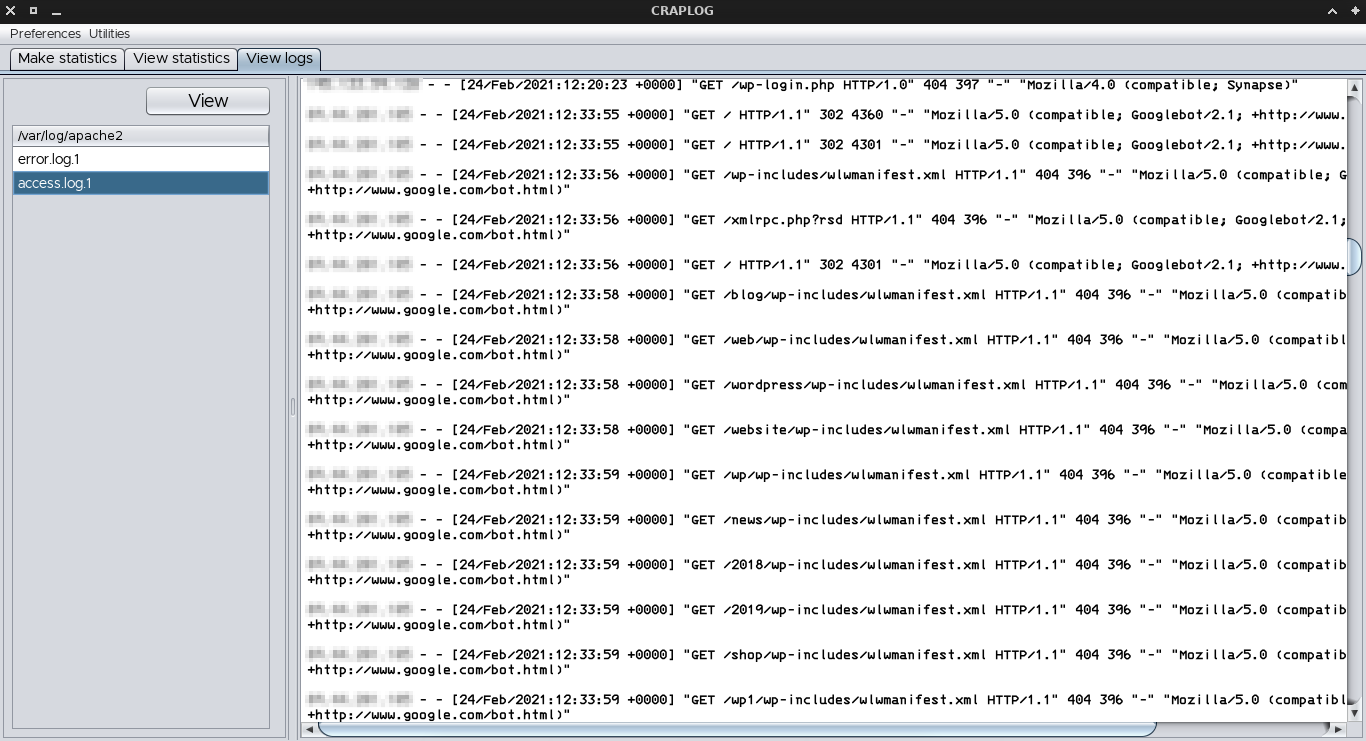 CRAPLOG
Preferences Utilities
Make statistics View statistics View logs
View
/var/log/apache2
error.log.1
access.log.1
- - [24/Feb/2021:12:20:23 +0000] "GET /wp-login.php HTTP/1.0" 404 397 "-" "Mozilla/4.0 (compatible; Synapse)"
- - [24/Feb/2021:12:33:55 +0000] "GET / HTTP/1.1" 302 4360 "-" "Mozilla/5.0 (compatible; Googlebot/2.1; +http://www.
- - [24/Feb/2021:12:33:55 +0000] "GET / HTTP/1.1" 302 4301 "-" "Mozilla/5.0 (compatible; Googlebot/2.1; +http://www.
- - [24/Feb/2021:12:33:56 +0000] "GET /wp-includes/wlwmanifest.xml HTTP/1.1" 404 396 "-" "Mozilla/5.0 (compatible; G
+http://www.google.com/bot.html)"
- - [24/Feb/2021:12:33:56 +0000] "GET /xmlrpc.php?rsd HTTP/1.1" 404 396 "-" "Mozilla/5.0 (compatible; Googlebot/2.1;
+http://www.google.com/bot.html)"
- - [24/Feb/2021:12:33:56 +0000] "GET / HTTP/1.1" 302 4301 "-" "Mozilla/5.0 (compatible; Googlebot/2.1; +http://www.
- - [24/Feb/2021:12:33:58 +0000] "GET /blog/wp-includes/wlwmanifest.xml HTTP/1.1" 404 396 "-" "Mozilla/5.0 (compatib
+http://www.google.com/bot.html)"
- - [24/Feb/2021:12:33:58 +0000] "GET /web/wp-includes/wlwmanifest.xml HTTP/1.1" 404 396 "-" "Mozilla/5.0 (compatibl
+http://www.google.com/bot.html)"
- - [24/Feb/2021:12:33:58 +0000] "GET /wordpress/wp-includes/wlwmanifest.xml HTTP/1.1" 404 396 "-" "Mozilla/5.0 (com
+http://www.google.com/bot.html)"
- - [24/Feb/2021:12:33:58 +0000] "GET /website/wp-includes/wlwmanifest.xml HTTP/1.1" 404 396 "-" "Mozilla/5.0 (compa
+http://www.google.com/bot.html)"
- - [24/Feb/2021:12:33:59 +0000] "GET /wp/wp-includes/wlwmanifest.xml HTTP/1.1" 404 396 "-" "Mozilla/5.0 (compatible
+http://www.google.com/bot.html)"
- - [24/Feb/2021:12:33:59 +0000] "GET /news/wp-includes/wlwmanifest.xml HTTP/1.1" 404 396 "-" "Mozilla/5.0 (compatib
+http://www.google.com/bot.html)"
- - [24/Feb/2021:12:33:59 +0000] "GET /2018/wp-includes/wlwmanifest.xml HTTP/1.1" 404 396 "-" "Mozilla/5.0 (compatib
+http://www.google.com/bot.html)"
- - [24/Feb/2021:12:33:59 +0000] "GET /2019/wp-includes/wlwmanifest.xml HTTP/1.1" 404 396 "-" "Mozilla/5.0 (compatib
+http://www.google.com/bot.html)"
- - [24/Feb/2021:12:33:59 +0000] "GET /shop/wp-includes/wlwmanifest.xml HTTP/1.1" 404 396 "-" "Mozilla/5.0 (compatib
+http://www.google.com/bot.html)"
- - [24/Feb/2021:12:33:59 +0000] "GET /wp1/wp-includes/wlwmanifest.xml HTTP/1.1" 404 396 "-" "Mozilla/5.0 (compatibl
+http://www.google.com/bot.html)"